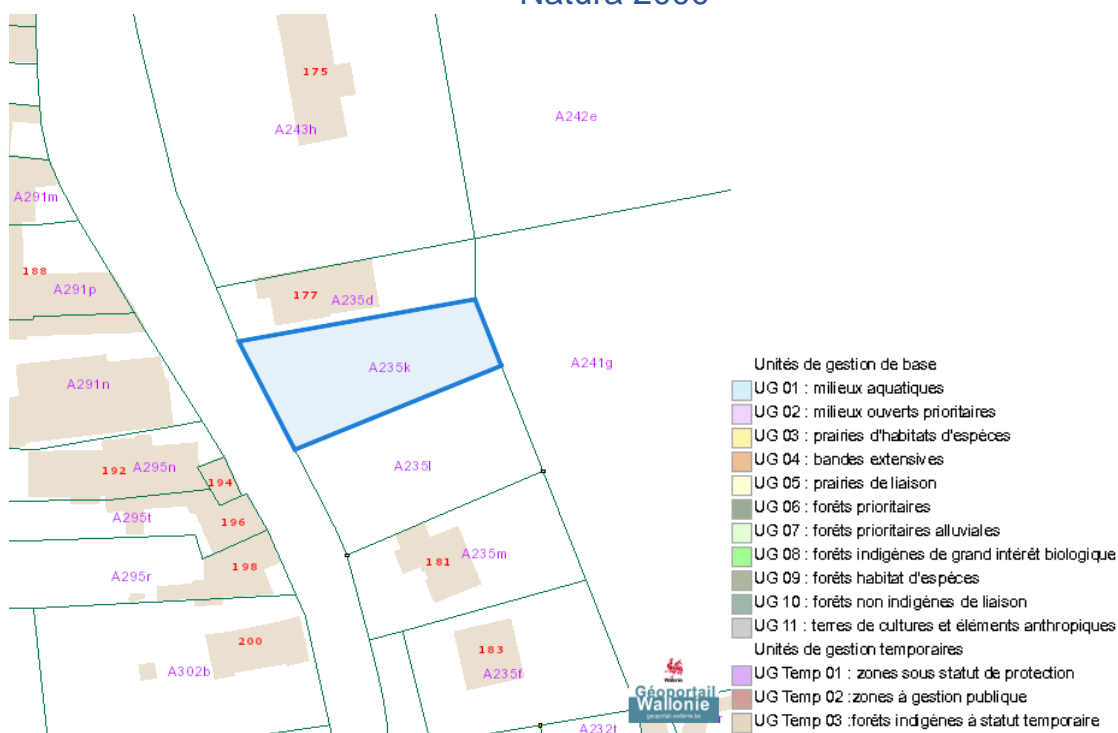 Natura 2000
175
A243h
A242e
A291m
188
A291p
177
A235d
A235k
A241g
A291n
A235l
192
A295n
194
A295t
196
A295r
198
181
A235m
200
A302b
183
A235f
A232t
r
Unités de gestion de base
UG 01 : milieux aquatiques
UG 02 : milieux ouverts prioritaires
UG 03 : prairies d'habitats d'espèces
UG 04 : bandes extensives
UG 05 : prairies de liaison
UG 06 : forêts prioritaires
UG 07 : forêts prioritaires alluviales
UG 08 : forêts indigènes de grand intérêt biologique
UG 09 : forêts habitat d'espèces
UG 10 : forêts non indigènes de liaison
UG 11 : terres de cultures et éléments anthropiques
Unités de gestion temporaires
UG Temp 01 : zones sous statut de protection
UG Temp 02 :zones à gestion publique
UG Temp 03 :forêts indigènes à statut temporaire
Wallonie
Géoportail
Wallonie
geoportail.wallonie.be